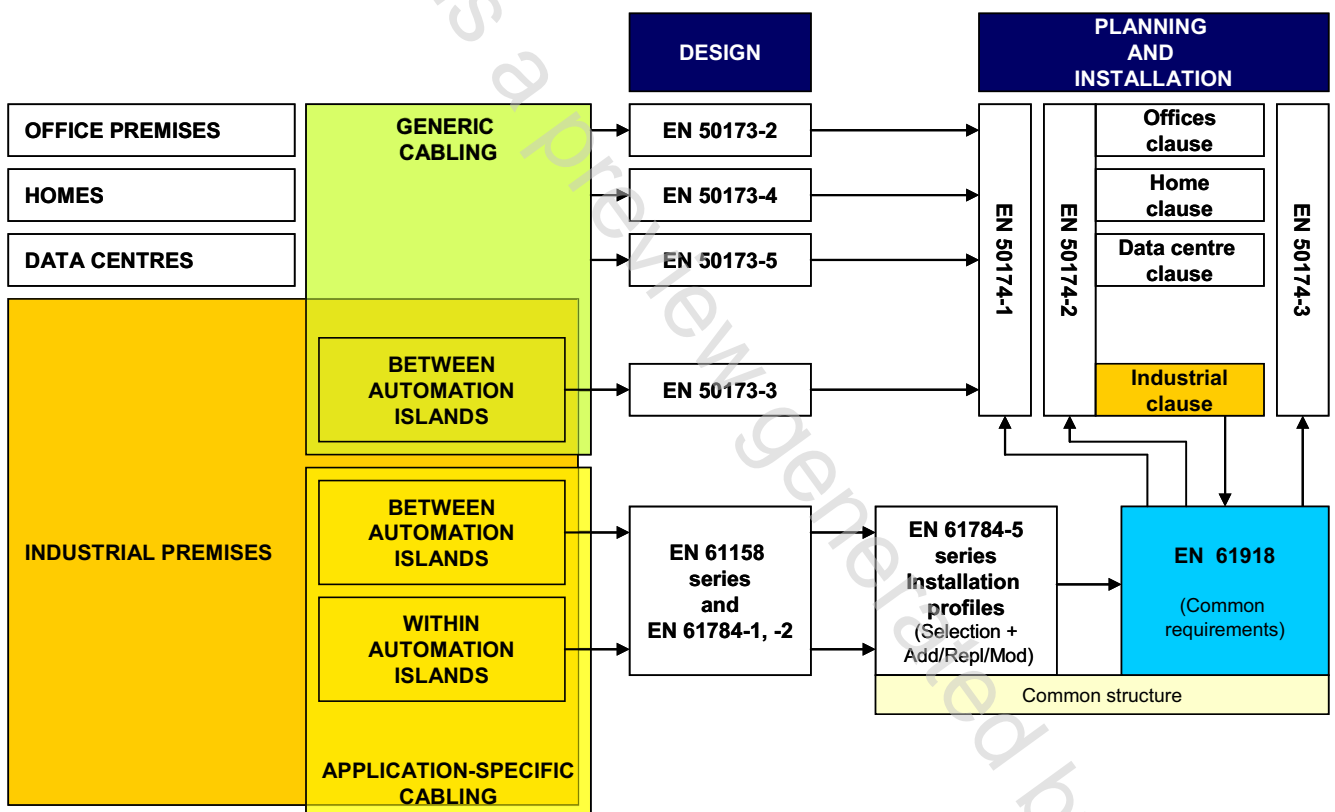 DESIGN
PLANNING
AND
INSTALLATION
OFFICE PREMISES
HOMES
DATA CENTRES
INDUSTRIAL PREMISES
GENERIC
CABLING
BETWEEN
AUTOMATION
ISLANDS
BETWEEN
AUTOMATION
ISLANDS
WITHIN
AUTOMATION
ISLANDS
APPLICATION-SPECIFIC
CABLING
EN 50173-2
EN 50173-4
EN 50173-5
EN 50173-3
EN 61158
series
and
EN 61784-1, -2
EN 50174-1
EN 50174-2
Offices
clause
Home
clause
Data centre
clause
Industrial
clause
EN 50174-3
EN 61784-5
series
Installation
profiles
(Selection +
Add/Repl/Mod)
EN 61918
(Common
requirements)
Common structure
s a preview generated b